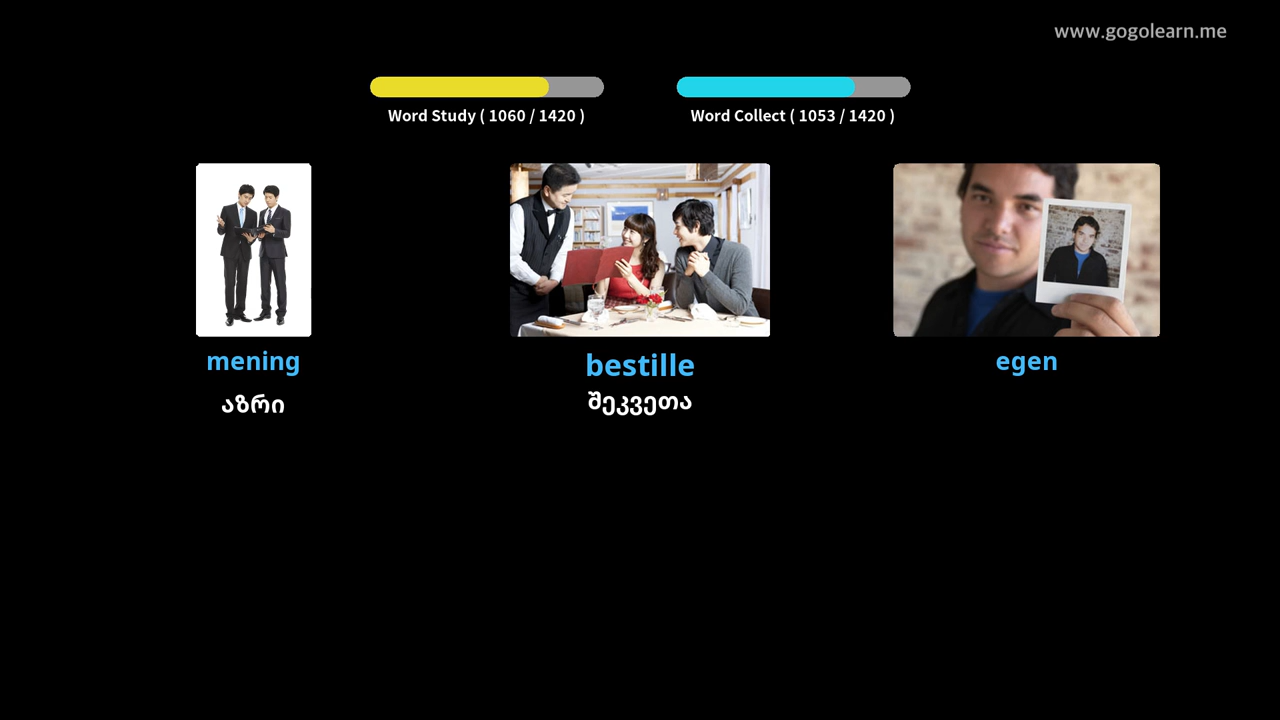 www.gogolearn.me
Word Study ( 1060 / 1420 )
Word Collect ( 1053 / 1420 )
mening
bestille
egen
აზრი
შეკვეთა